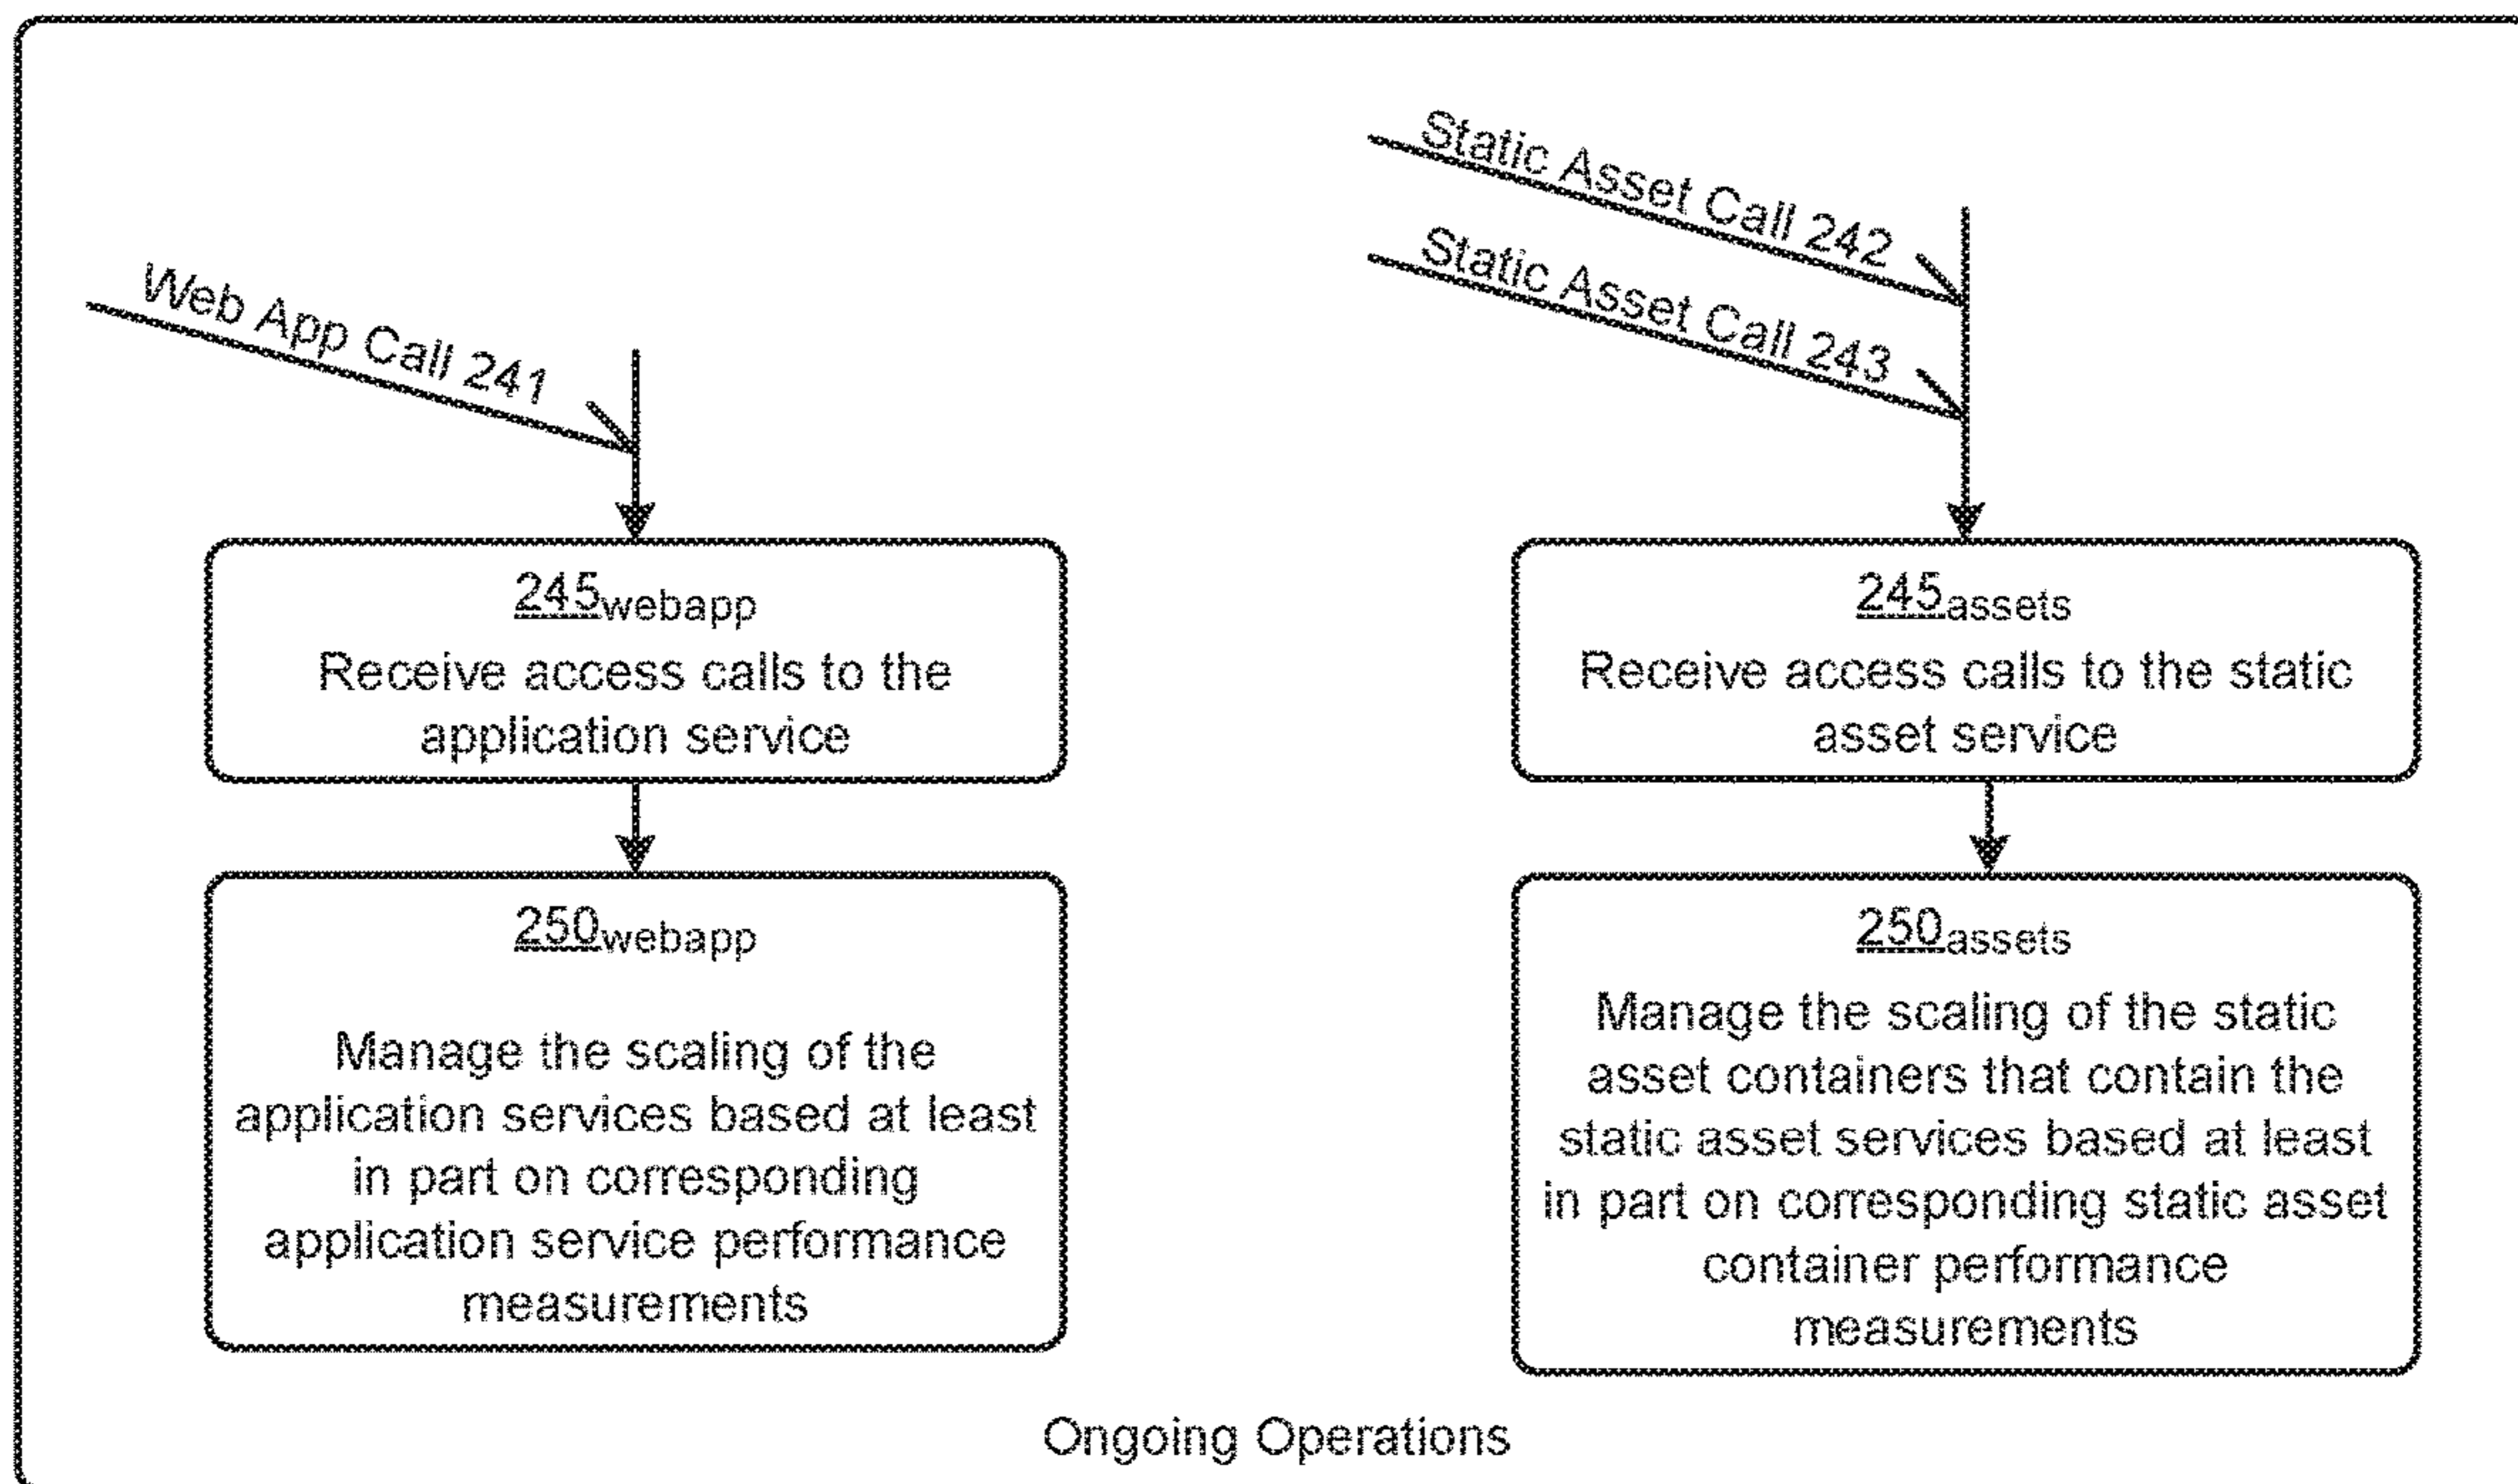 Static Asset Call 242
Static Asset Call 243
Web App Call 241
245webapp
Receive access calls to the
application service
245assets
Receive access calls to the static
asset service
250webapp
Manage the scaling of the
application services based at least
in part on corresponding
application service performance
measurements
250assets
Manage the scaling of the static
asset containers that contain the
static asset services based at least
in part on corresponding static asset
container performance
measurements
Ongoing Operations